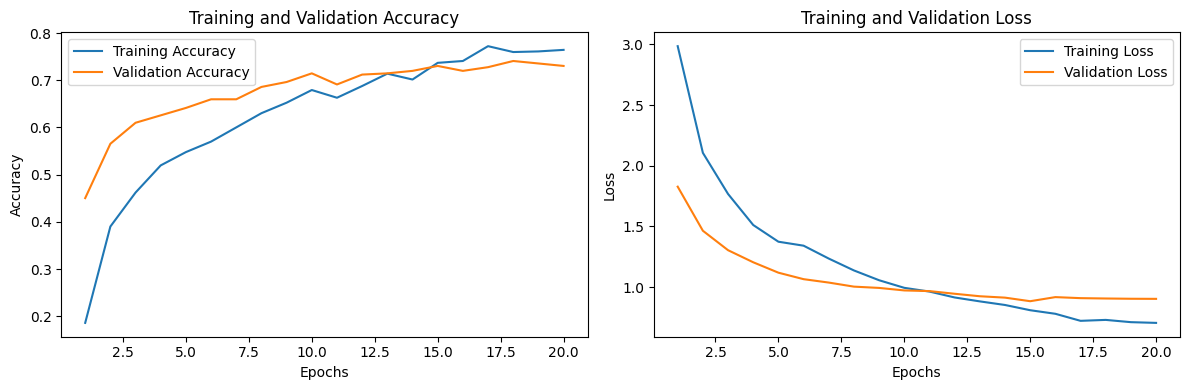 Training and Validation Accuracy
Training Accuracy
Validation Accuracy
0.8
0.7
0.6
0.5
0.4
0.3
0.2
Accuracy
2.5 5.0 7.5 10.0 12.5 15.0 17.5 20.0
Epochs
Training and Validation Loss
Training Loss
Validation Loss
3.0
2.5
2.0
1.5
1.0
Loss
2.5 5.0 7.5 10.0 12.5 15.0 17.5 20.0
Epochs